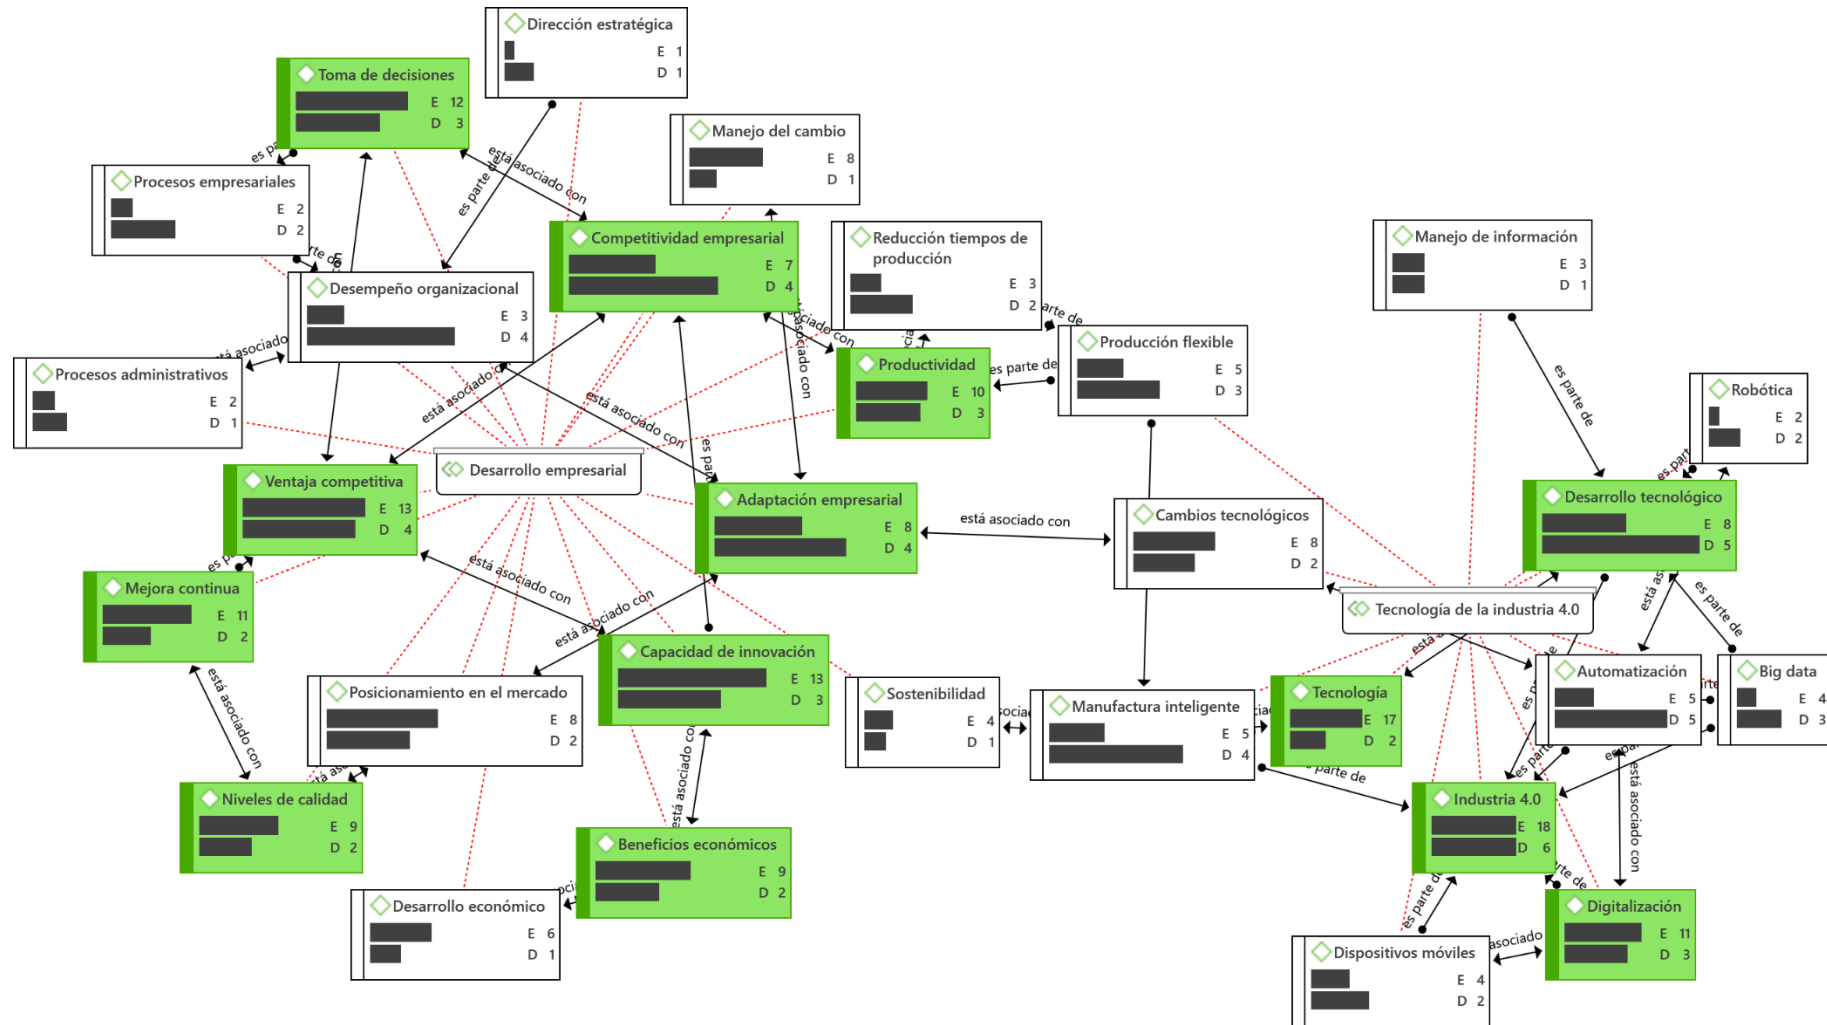 Dirección estratégica
E 1
D 1
Toma de decisiones
E 12
D 3
Manejo del cambio
E 8
D 1
está asociado con
es parte de
Procesos empresariales
E 2
D 2
Competitividad empresarial
E 7
D 4
Reducción tiempos de
producción
E 3
D 2
Manejo de información
E 3
D 1
Desempeño organizacional
E 3
D 4
Producción flexible
E 5
D 3
Productividad
E 10
D 3
es parte de
Procesos administrativos
E 2
D 1
está asociado con
está asociado con
es parte de
Robótica
E 2
D 2
Desarrollo empresarial
Ventaja competitiva
E 13
D 4
Adaptación empresarial
E 8
D 4
está asociado con
Cambios tecnológicos
E 8
D 2
Desarrollo tecnológico
E 8
D 5
Mejora continua
E 11
D 2
está asociado con
está asociado con
Tecnología de la industria 4.0
es parte de
Capacidad de innovación
E 13
D 3
Posicionamiento en el mercado
E 8
D 2
está asociado con
Sostenibilidad
E 4
D 1
Manufactura inteligente
E 5
D 4
Tecnología
E 17
D 2
Automatización
E 5
D 5
Big data
E 4
D 3
Niveles de calidad
E 9
D 2
está asociado con
Industria 4.0
E 18
D 6
está asociado con
Beneficios económicos
E 9
D 2
Desarrollo económico
E 6
D 1
es parte de
Digitalización
E 11
D 3
Dispositivos móviles
E 4
D 2